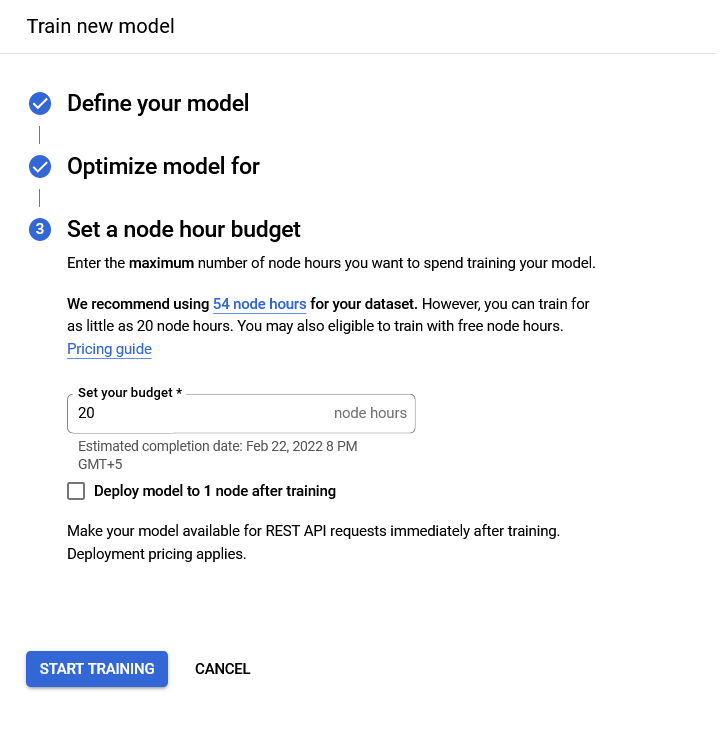 Train new model
Define your model
Optimize model for
3 Set a node hour budget
Enter the maximum number of node hours you want to spend training your model.
We recommend using 54 node hours for your dataset. However, you can train for
as little as 20 node hours. You may also eligible to train with free node hours.
Pricing guide
Set your budget *
20 node hours
Estimated completion date: Feb 22, 2022 8 PM
GMT+5
Deploy model to 1 node after training
Make your model available for REST API requests immediately after training.
Deployment pricing applies.
START TRAINING CANCEL